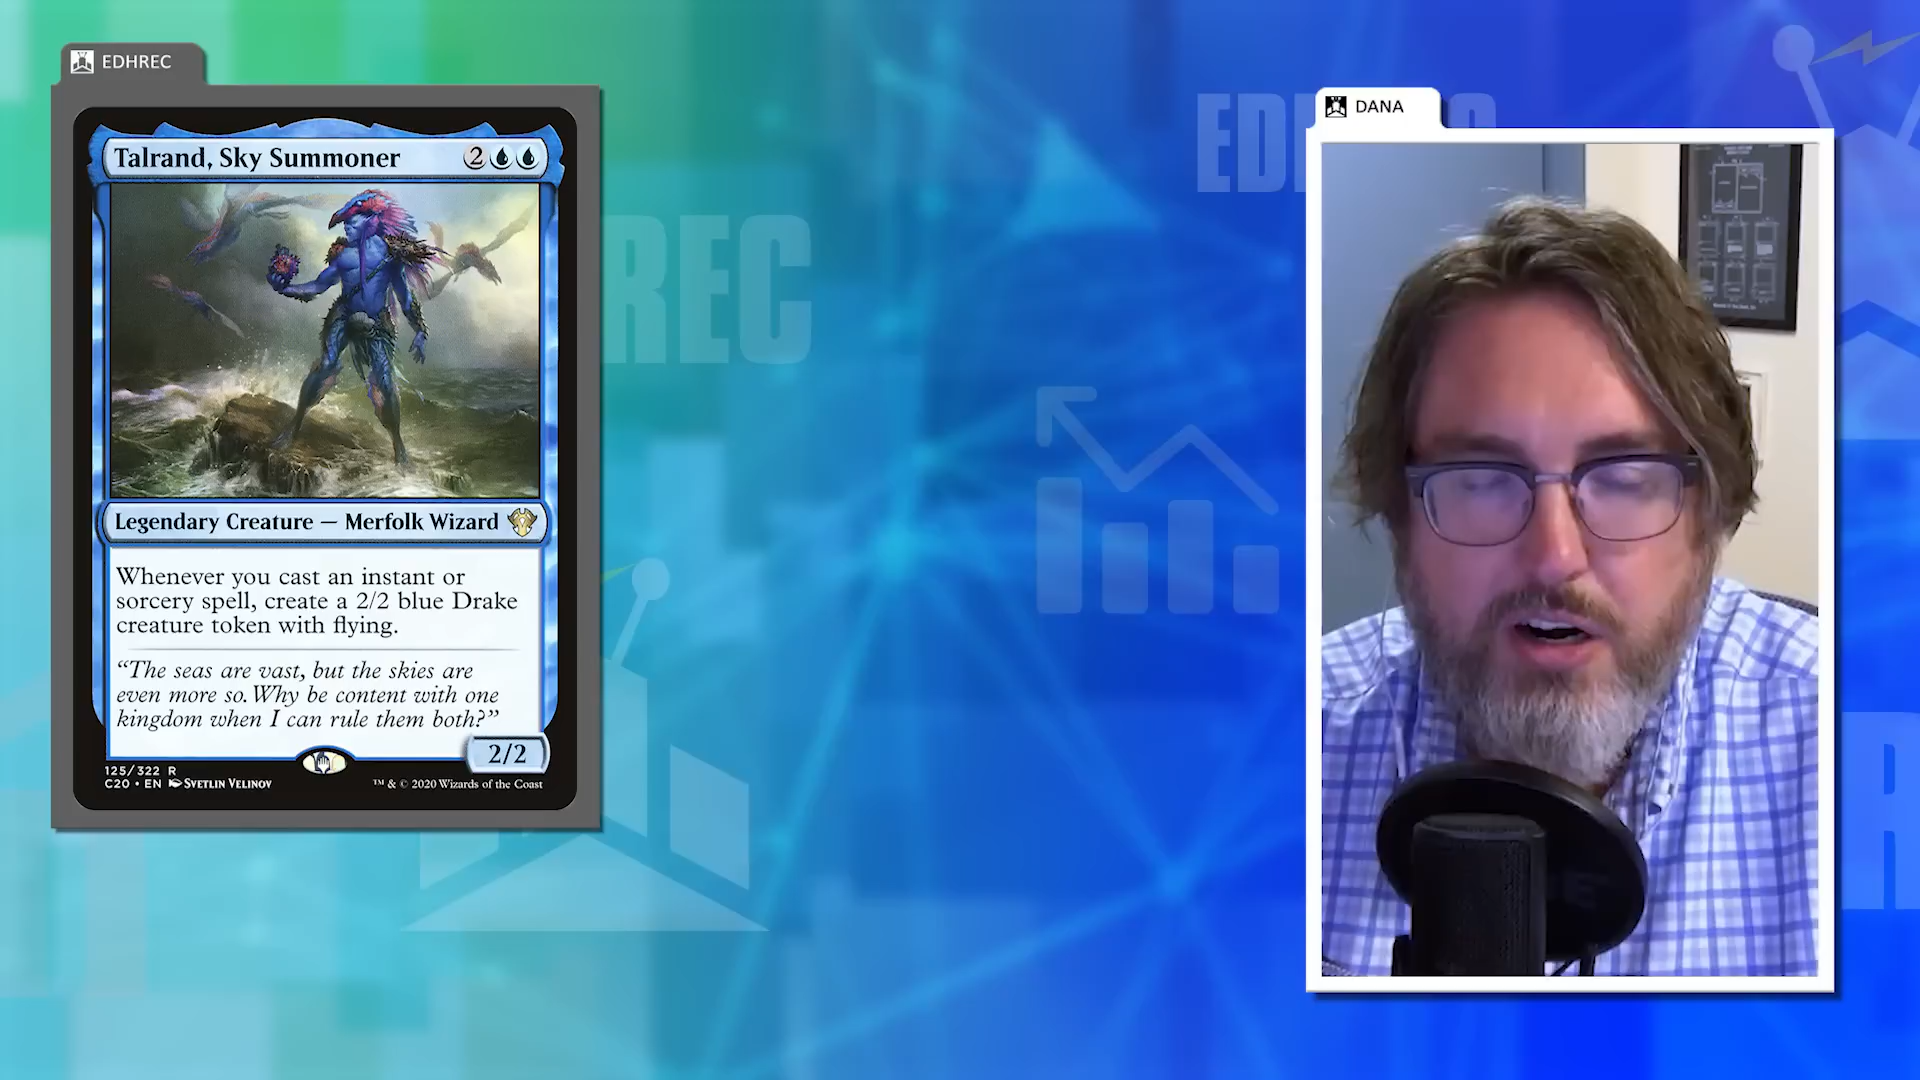 EDHREC
Talrand, Sky Summoner 2
Legendary Creature — Merfolk Wizard
Whenever you cast an instant or
sorcery spell, create a 2/2 blue Drake
creature token with flying.
“The seas are vast, but the skies are
even more so. Why be content with one
kingdom when I can rule them both?”
2/2
125/322 R
C20 • EN SVETLIN VELINOV
™ & © 2020 Wizards of the Coast
REC
DANA